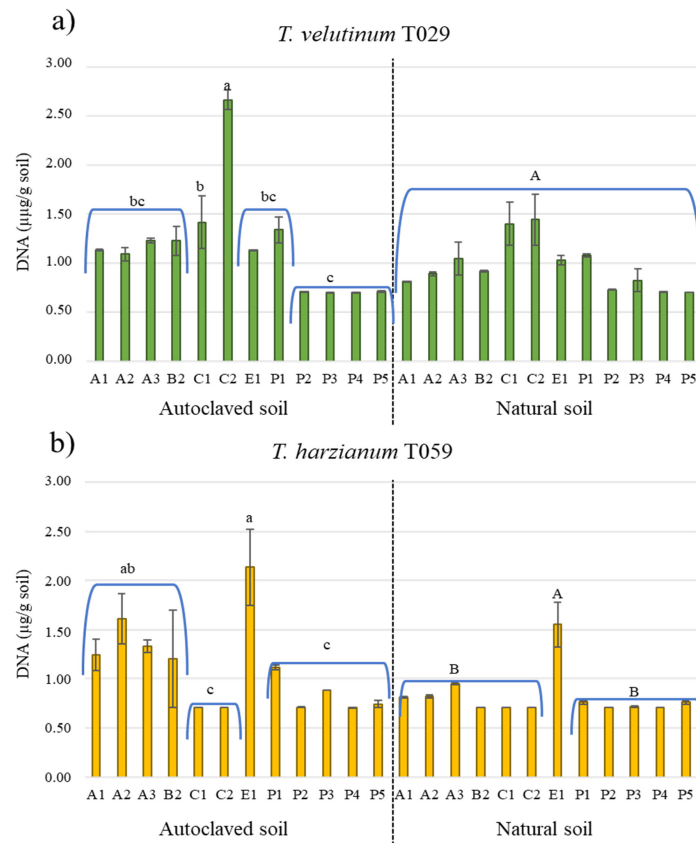 a)
T. velutinum T029
DNA (µµg/g soil)
3.00
2.50
2.00
1.50
1.00
0.50
0.00
bc
b
a
bc
c
A
A1 A2 A3 B2 C1 C2 E1 P1 P2 P3 P4 P5 A1 A2 A3 B2 C1 C2 E1 P1 P2 P3 P4 P5
Autoclaved soil Natural soil
b)
T. harzianum T059
DNA (µg/g soil)
3.00
2.50
2.00
1.50
1.00
0.50
0.00
ab
c
a
c
B
A
B
A1 A2 A3 B2 C1 C2 E1 P1 P2 P3 P4 P5 A1 A2 A3 B2 C1 C2 E1 P1 P2 P3 P4 P5
Autoclaved soil Natural soil